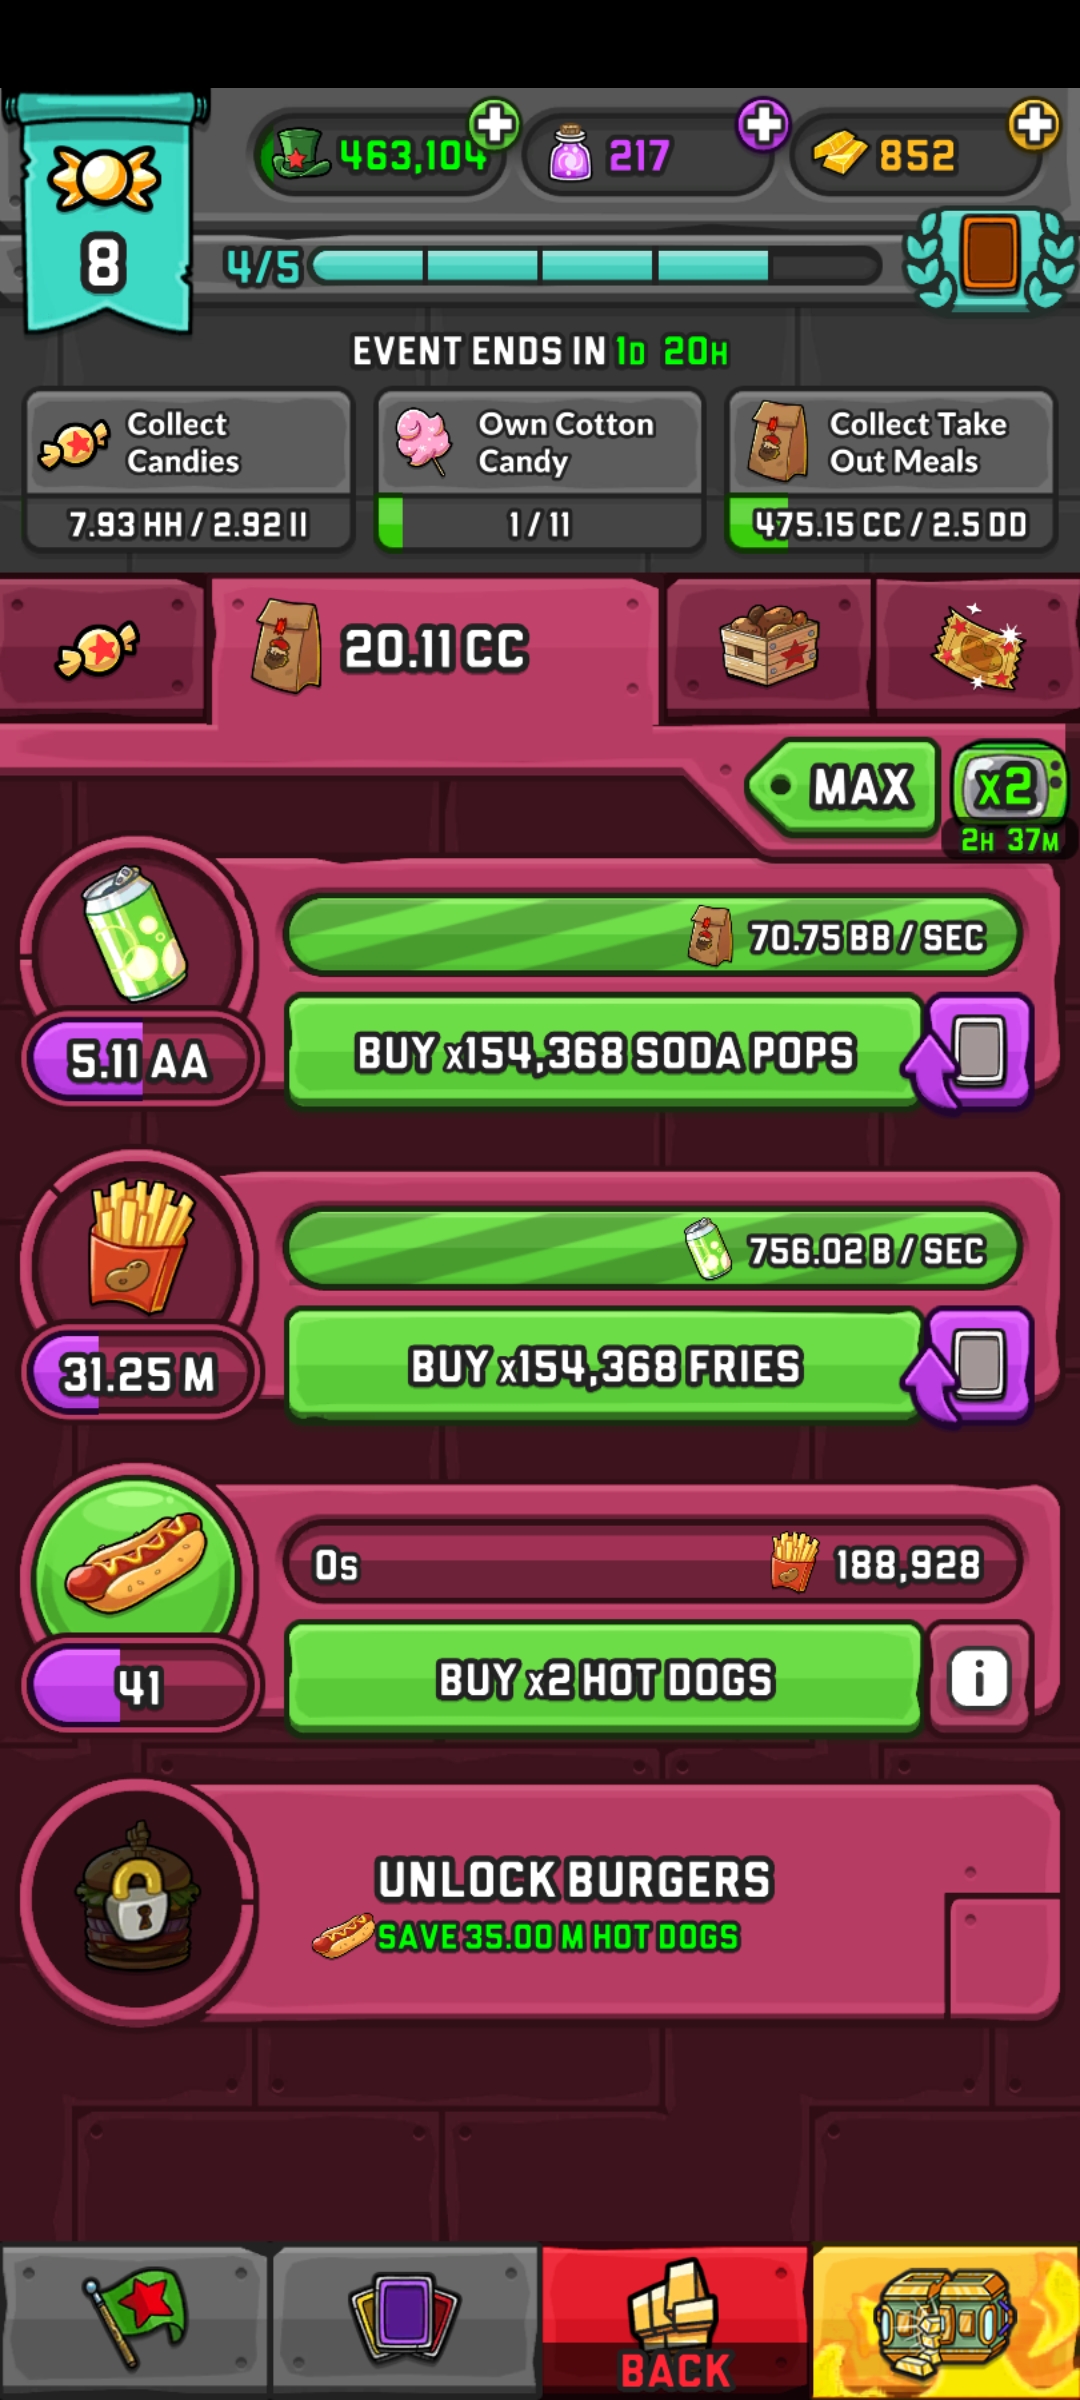 463,104
217
852
8
4/5
EVENT ENDS IN 1D 20H
Collect
Candies
7.93 HH / 2.92 II
Own Cotton
Candy
1 / 11
Collect Take
Out Meals
475.15 CC / 2.5 DD
20.11 CC
MAX
x2
2H 37M
70.75 BB / SEC
5.11 AA
BUY x154,368 SODA POPS
756.02 B / SEC
31.25 M
BUY x154,368 FRIES
0s
188,928
41
BUY x2 HOT DOGS
i
UNLOCK BURGERS
SAVE 35.00 M HOT DOGS
BACK